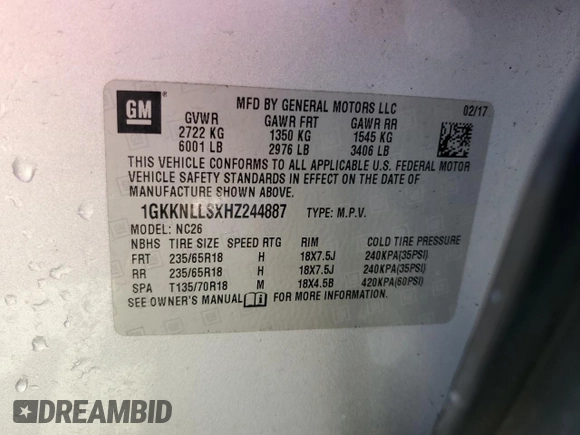 GM
MFD BY GENERAL MOTORS LLC 02/17
GVWR GAWR FRT GAWR RR
2722 KG 1350 KG 1545 KG
6001 LB 2976 LB 3406 LB
THIS VEHICLE CONFORMS TO ALL APPLICABLE U.S. FEDERAL MOTOR
VEHICLE SAFETY STANDARDS IN EFFECT ON THE DATE OF
MANUFACTURE SHOWN ABOVE.
1GKKNLLSXHZ244887 TYPE: M.P.V.
MODEL: NC26
NBHS TIRE SIZE SPEED RTG RIM COLD TIRE PRESSURE
FRT 235/65R18 H 18X7.5J 240KPA(35PSI)
RR 235/65R18 H 18X7.5J 240KPA(35PSI)
SPA T135/70R18 M 18X4.5B 420KPA(60PSI)
SEE OWNER'S MANUAL FOR MORE INFORMATION.
DREAMBID